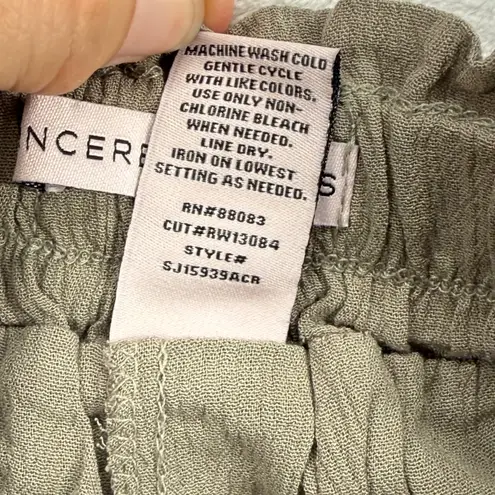 MACHINE WASH COLD
GENTLE CYCLE
WITH LIKE COLORS.
USE ONLY NON-
CHLORINE BLEACH
WHEN NEEDED.
LINE DRY.
IRON ON LOWEST
SETTING AS NEEDED.
RN#88083
CUT#RW13084
STYLE#
SJ15939ACR
NCERE S